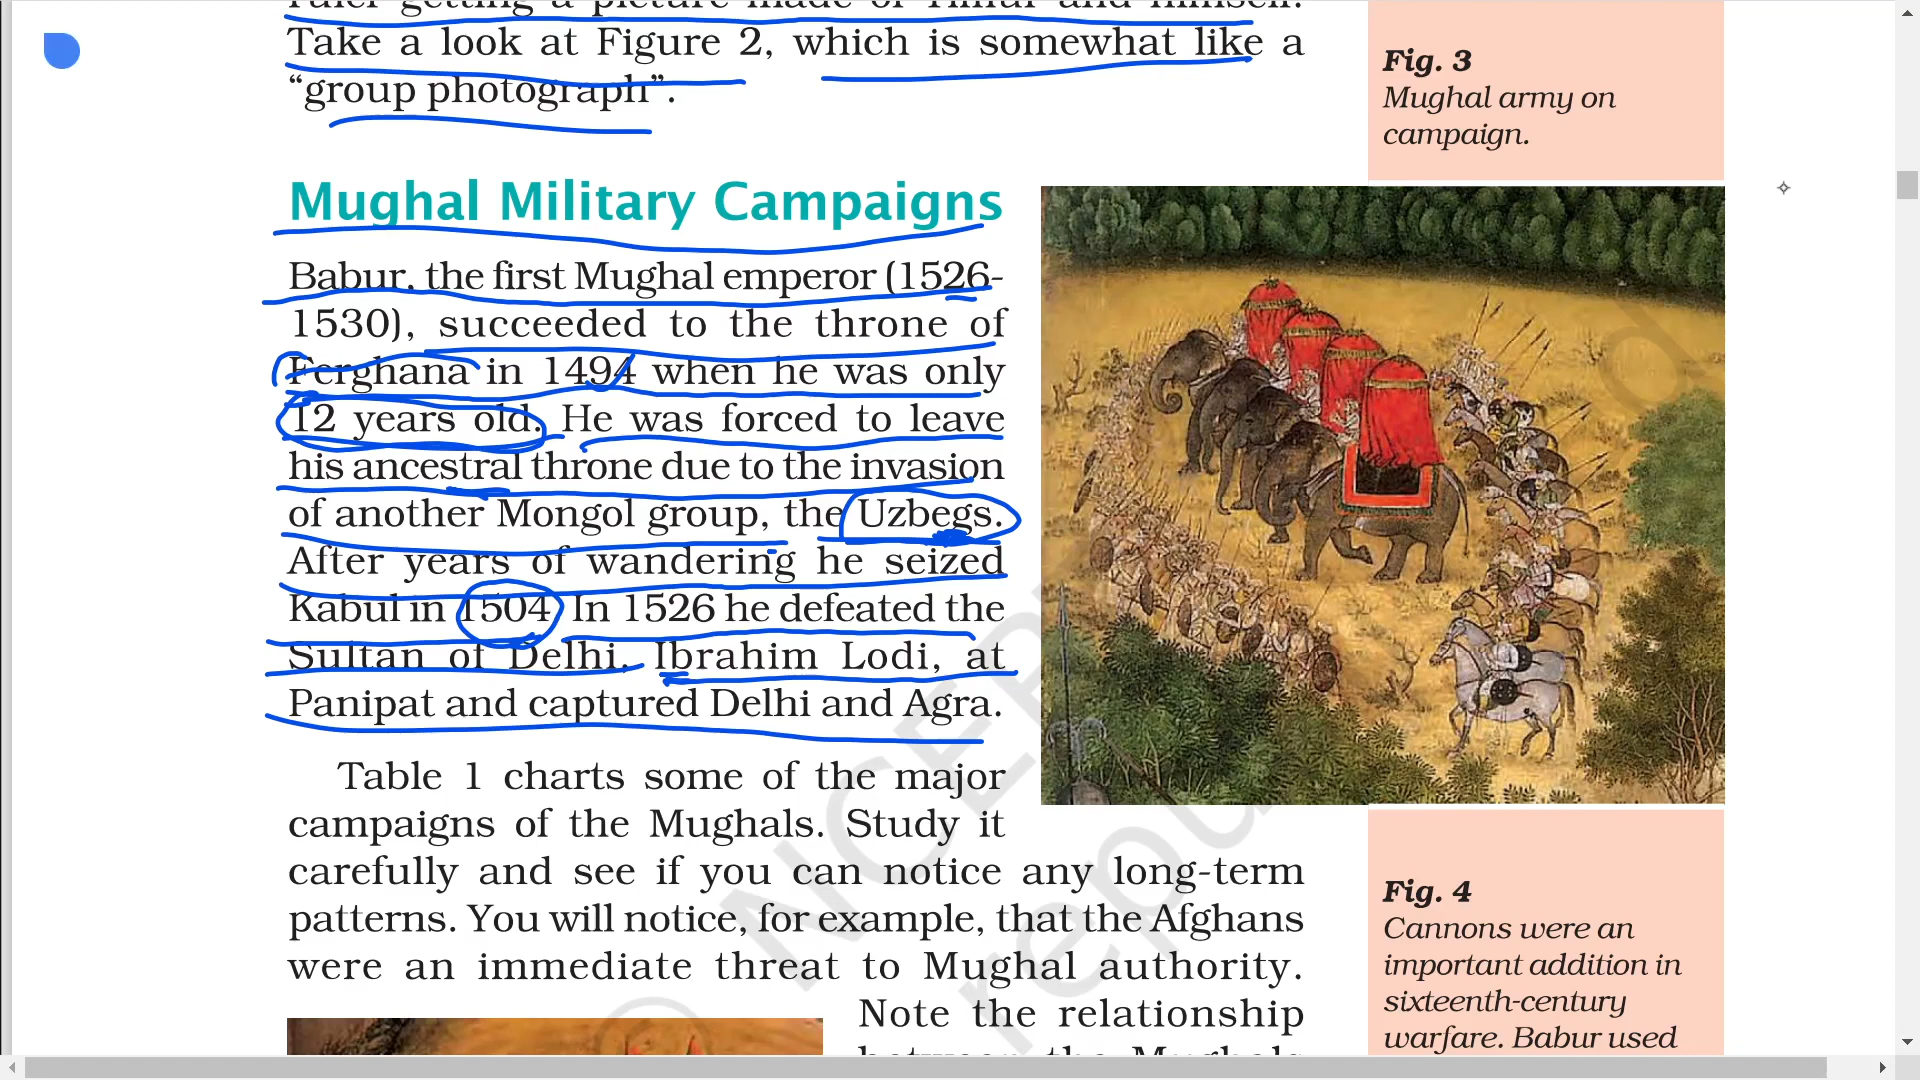 Take a look at Figure 2, which is somewhat like a
“group photograph”.
Mughal Military Campaigns
Babur, the first Mughal emperor (1526-
1530), succeeded to the throne of
Ferghana in 1494 when he was only
12 years old. He was forced to leave
his ancestral throne due to the invasion
of another Mongol group, the Uzbegs.
After years of wandering he seized
Kabul in 1504 In 1526 he defeated the
Sultan of Delhi, Ibrahim Lodi, at
Panipat and captured Delhi and Agra.
Table 1 charts some of the major
campaigns of the Mughals. Study it
carefully and see if you can notice any long-term
patterns. You will notice, for example, that the Afghans
were an immediate threat to Mughal authority.
Note the relationship
Fig. 3
Mughal army on
campaign.
Fig. 4
Cannons were an
important addition in
sixteenth-century
warfare. Babur used